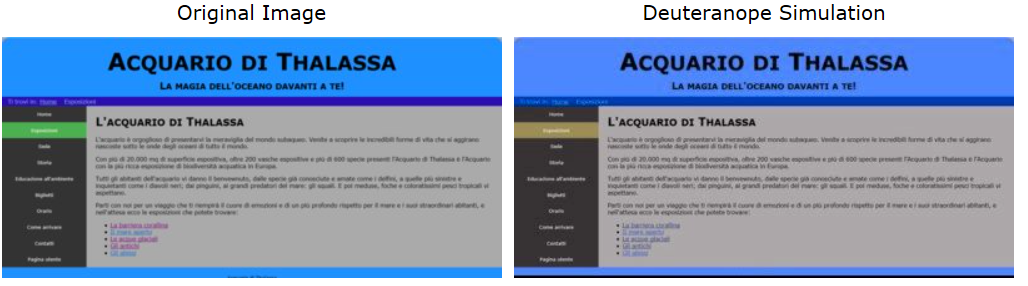 Original Image
Deuteranope Simulation
ACQUARIO DI THALASSA
LA MAGIA DELL'OCEANO DAVANTI A TE!
Ti trovi in: Home Esposizioni
Home
Esposizioni
Sede
Storia
Educazione all'ambiente
Biglietti
Orario
Come arrivare
Contatti
Pagina utente
L'ACQUARIO DI THALASSA
L'acquario è orgoglioso di presentarvi la meraviglia del mondo subacqueo. Venite a scoprire le incredibili forme di vita che si aggirano
nascoste sotto le onde degli oceani di tutto il mondo.
Con più di 20.000 mq di superficie espositiva, oltre 200 vasche espositive e più di 600 specie presenti l'Acquario di Thalassa è l'Acquario
con la più ricca esposizione di biodiversità acquatica in Europa.
Tutti gli abitanti dell'acquario vi danno il benvenuto, dalle specie già conosciute e amate come i delfini, a quelle più sinistre e
inquietanti come i diavoli neri; dai pinguini, ai grandi predatori del mare: gli squali. E poi meduse, foche e coloratissimi pesci tropicali vi
aspettano.
Parti con noi per un viaggio che ti riempirà il cuore di emozioni e di un più profondo rispetto per il mare e i suoi straordinari abitanti, e
nell'attesa ecco le esposizioni che potete trovare:
La barriera corallina
Il mare aperto
Le acque glaciali
Gli antichi
Gli abissi
ACQUARIO DI THALASSA
LA MAGIA DELL'OCEANO DAVANTI A TE!
Ti trovi in: Home Esposizioni
Home
Esposizioni
Sede
Storia
Educazione all'ambiente
Biglietti
Orario
Come arrivare
Contatti
Pagina utente
L'ACQUARIO DI THALASSA
L'acquario è orgoglioso di presentarvi la meraviglia del mondo subacqueo. Venite a scoprire le incredibili forme di vita che si aggirano
nascoste sotto le onde degli oceani di tutto il mondo.
Con più di 20.000 mq di superficie espositiva, oltre 200 vasche espositive e più di 600 specie presenti l'Acquario di Thalassa è l'Acquario
con la più ricca esposizione di biodiversità acquatica in Europa.
Tutti gli abitanti dell'acquario vi danno il benvenuto, dalle specie già conosciute e amate come i delfini, a quelle più sinistre e
inquietanti come i diavoli neri; dai pinguini, ai grandi predatori del mare: gli squali. E poi meduse, foche e coloratissimi pesci tropicali vi
aspettano.
Parti con noi per un viaggio che ti riempirà il cuore di emozioni e di un più profondo rispetto per il mare e i suoi straordinari abitanti, e
nell'attesa ecco le esposizioni che potete trovare:
La barriera corallina
Il mare aperto
Le acque glaciali
Gli antichi
Gli abissi